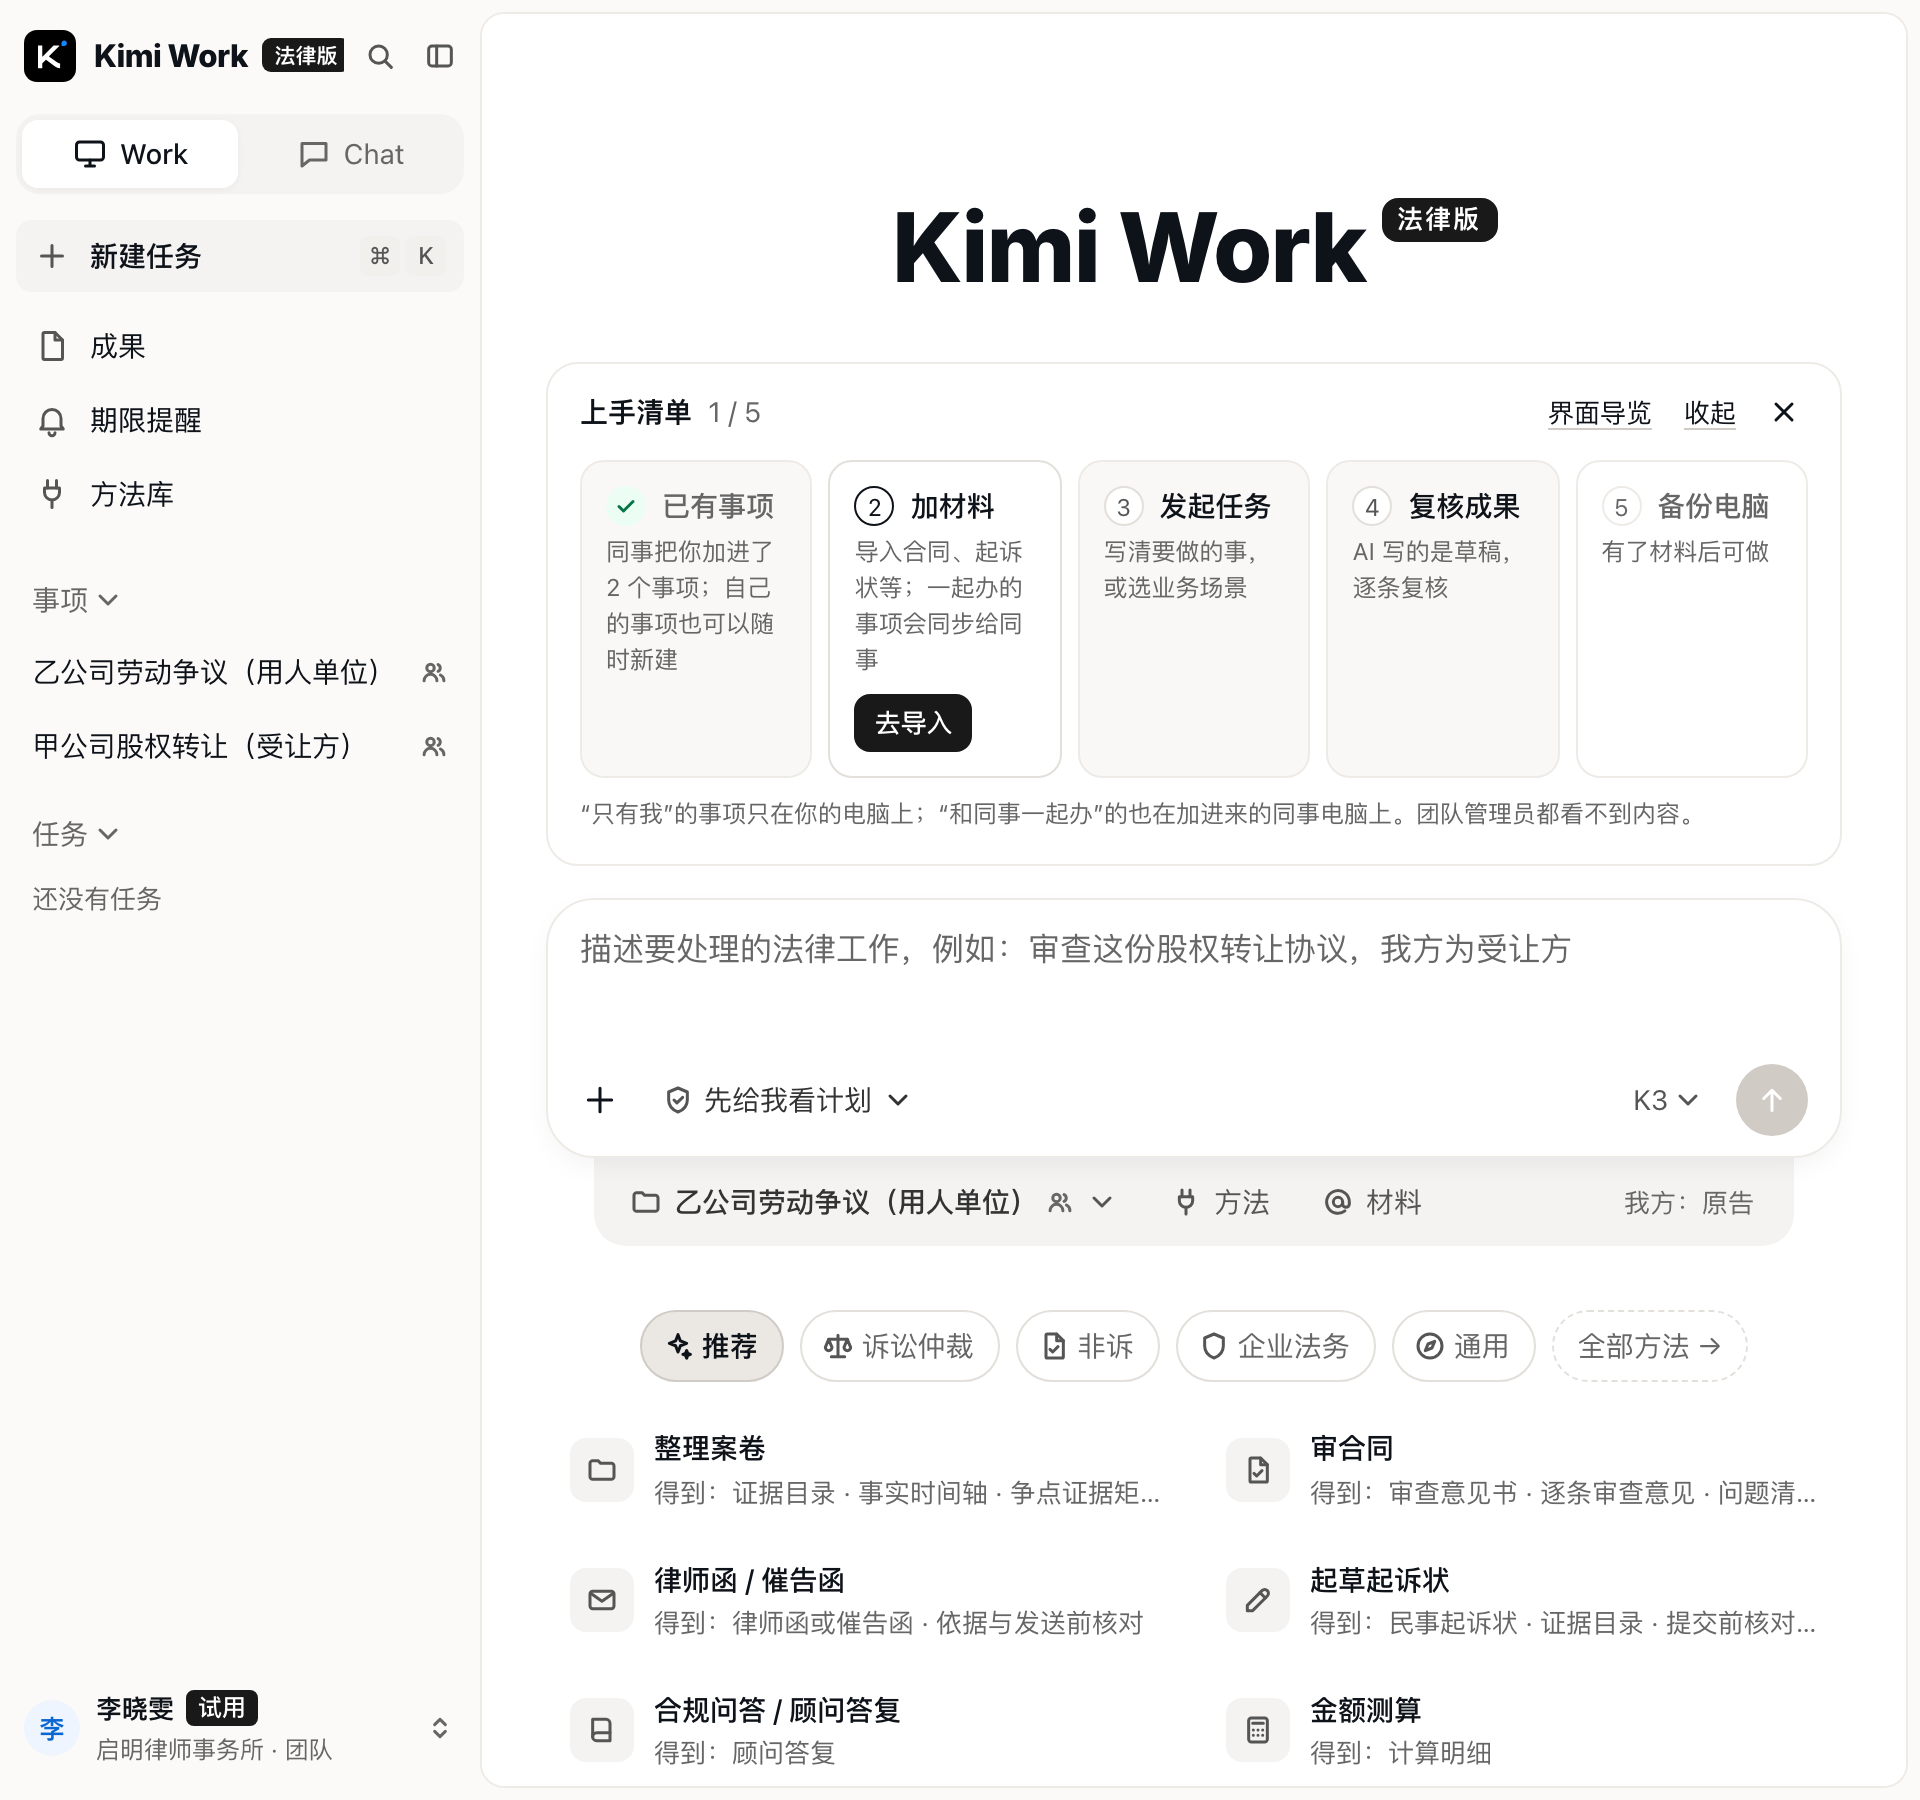 Kimi Work 法律版
Work
Chat
新建任务 ⌘ K
成果
期限提醒
方法库
事项
乙公司劳动争议（用人单位）
甲公司股权转让（受让方）
任务
还没有任务
李
李晓雯 试用
启明律师事务所 · 团队
Kimi Work 法律版
上手清单 1 / 5
界面导览 收起
已有事项
同事把你加进了
2 个事项；自己
的事项也可以随
时新建
2 加材料
导入合同、起诉
状等；一起办的
事项会同步给同
事
去导入
3 发起任务
写清要做的事，
或选业务场景
4 复核成果
AI 写的是草稿，
逐条复核
5 备份电脑
有了材料后可做
“只有我”的事项只在你的电脑上；“和同事一起办”的也在加进来的同事电脑上。团队管理员都看不到内容。
描述要处理的法律工作，例如：审查这份股权转让协议，我方为受让方
先给我看计划
K3
乙公司劳动争议（用人单位）
方法
材料
我方：原告
推荐
诉讼仲裁
非诉
企业法务
通用
全部方法 →
整理案卷
得到：证据目录 · 事实时间轴 · 争点证据矩...
审合同
得到：审查意见书 · 逐条审查意见 · 问题清...
律师函 / 催告函
得到：律师函或催告函 · 依据与发送前核对
起草起诉状
得到：民事起诉状 · 证据目录 · 提交前核对...
合规问答 / 顾问答复
得到：顾问答复
金额测算
得到：计算明细